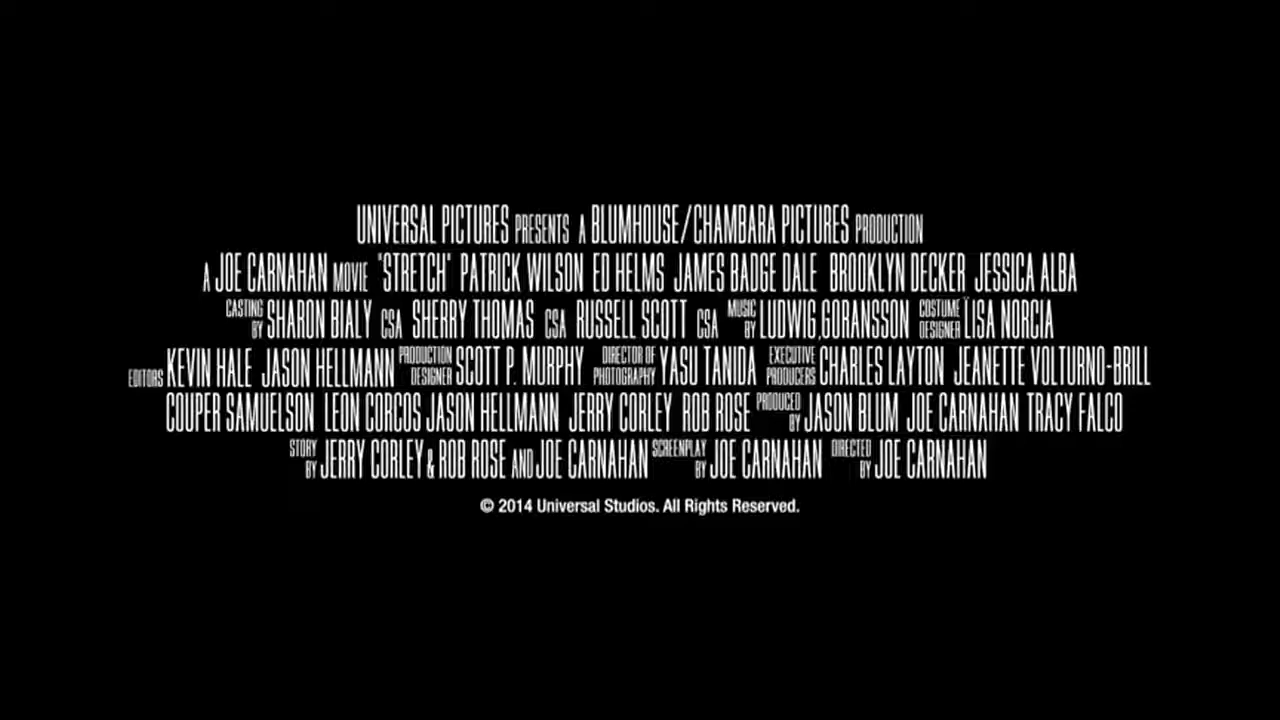 UNIVERSAL PICTURES PRESENTS A BLUMHOUSE/CHAMBARA PICTURES PRODUCTION
A JOE CARNAHAN MOVIE "STRETCH" PATRICK WILSON ED HELMS JAMES BADGE DALE BROOKLYN DECKER JESSICA ALBA
CASTING BY SHARON BIALY CSA SHERRY THOMAS CSA RUSSELL SCOTT CSA MUSIC BY LUDWIG GORANSSON COSTUME DESIGNER LISA NORCIA
EDITORS KEVIN HALE JASON HELLMANN PRODUCTION DESIGNER SCOTT P. MURPHY DIRECTOR OF PHOTOGRAPHY YASU TANIDA EXECUTIVE PRODUCERS CHARLES LAYTON JEANETTE VOLTURNO-BRILL
COUPER SAMUELSON LEON CORCOS JASON HELLMANN JERRY CORLEY ROB ROSE PRODUCED BY JASON BLUM JOE CARNAHAN TRACY FALCO
STORY BY JERRY CORLEY & ROB ROSE AND JOE CARNAHAN SCREENPLAY BY JOE CARNAHAN DIRECTED BY JOE CARNAHAN
© 2014 Universal Studios. All Rights Reserved.